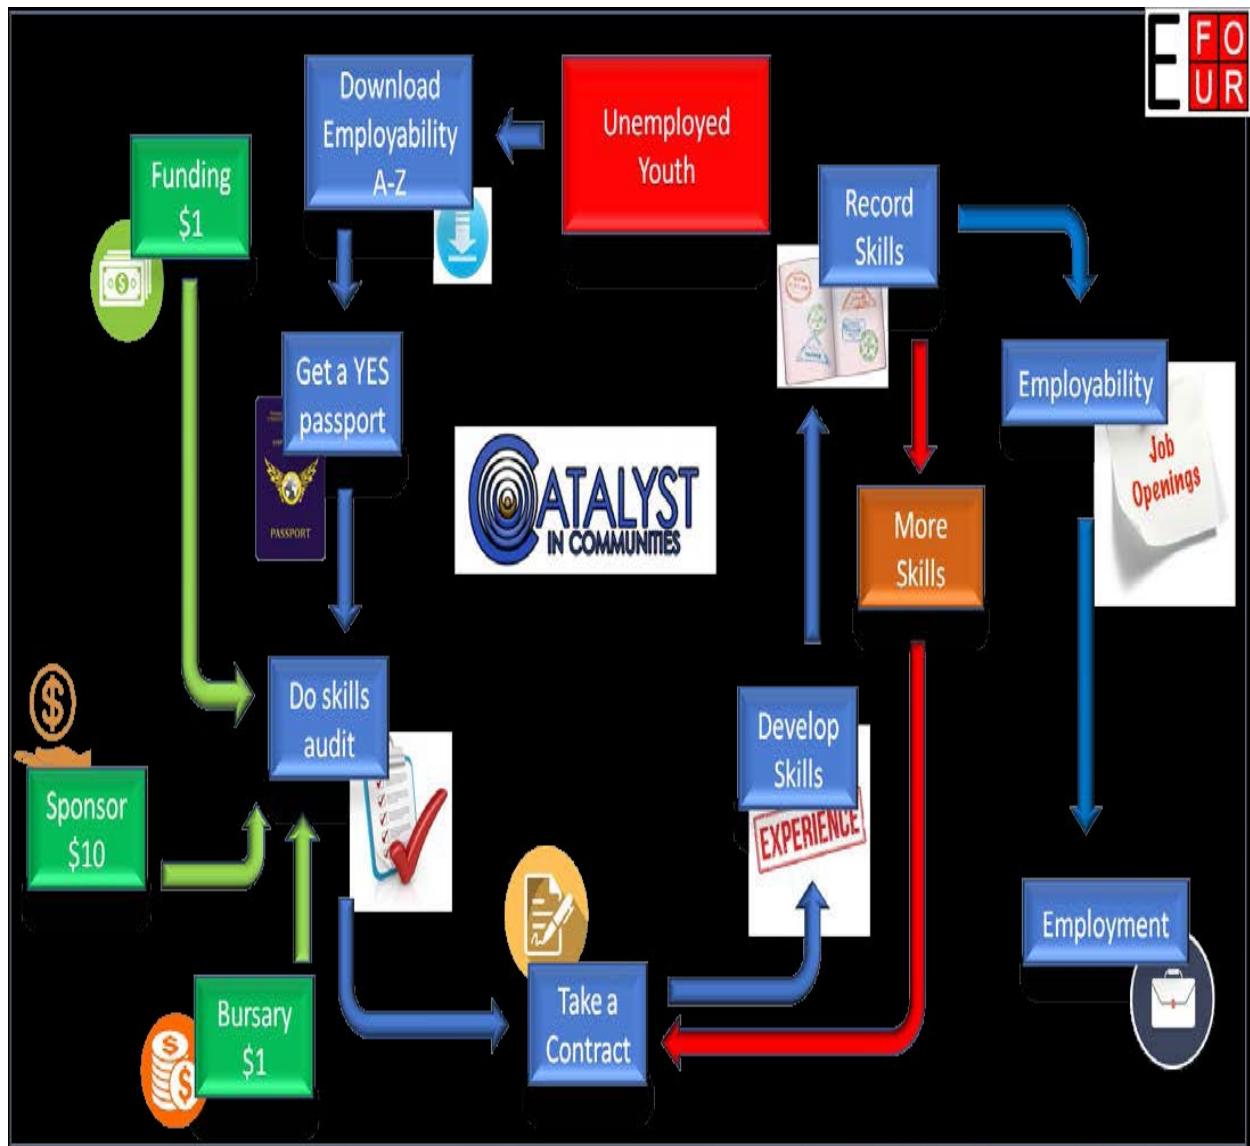 E FO
UR
Download
Employability
A-Z
Unemployed
Youth
Funding
$1
Record
Skills
Get a YES
passport
PASSPORT
Employability
Job
Openings
CATALYST
IN COMMUNITIES
More
Skills
Do skills
audit
Develop
Skills
EXPERIENCE
Sponsor
$10
Employment
Bursary
$1
Take a
Contract